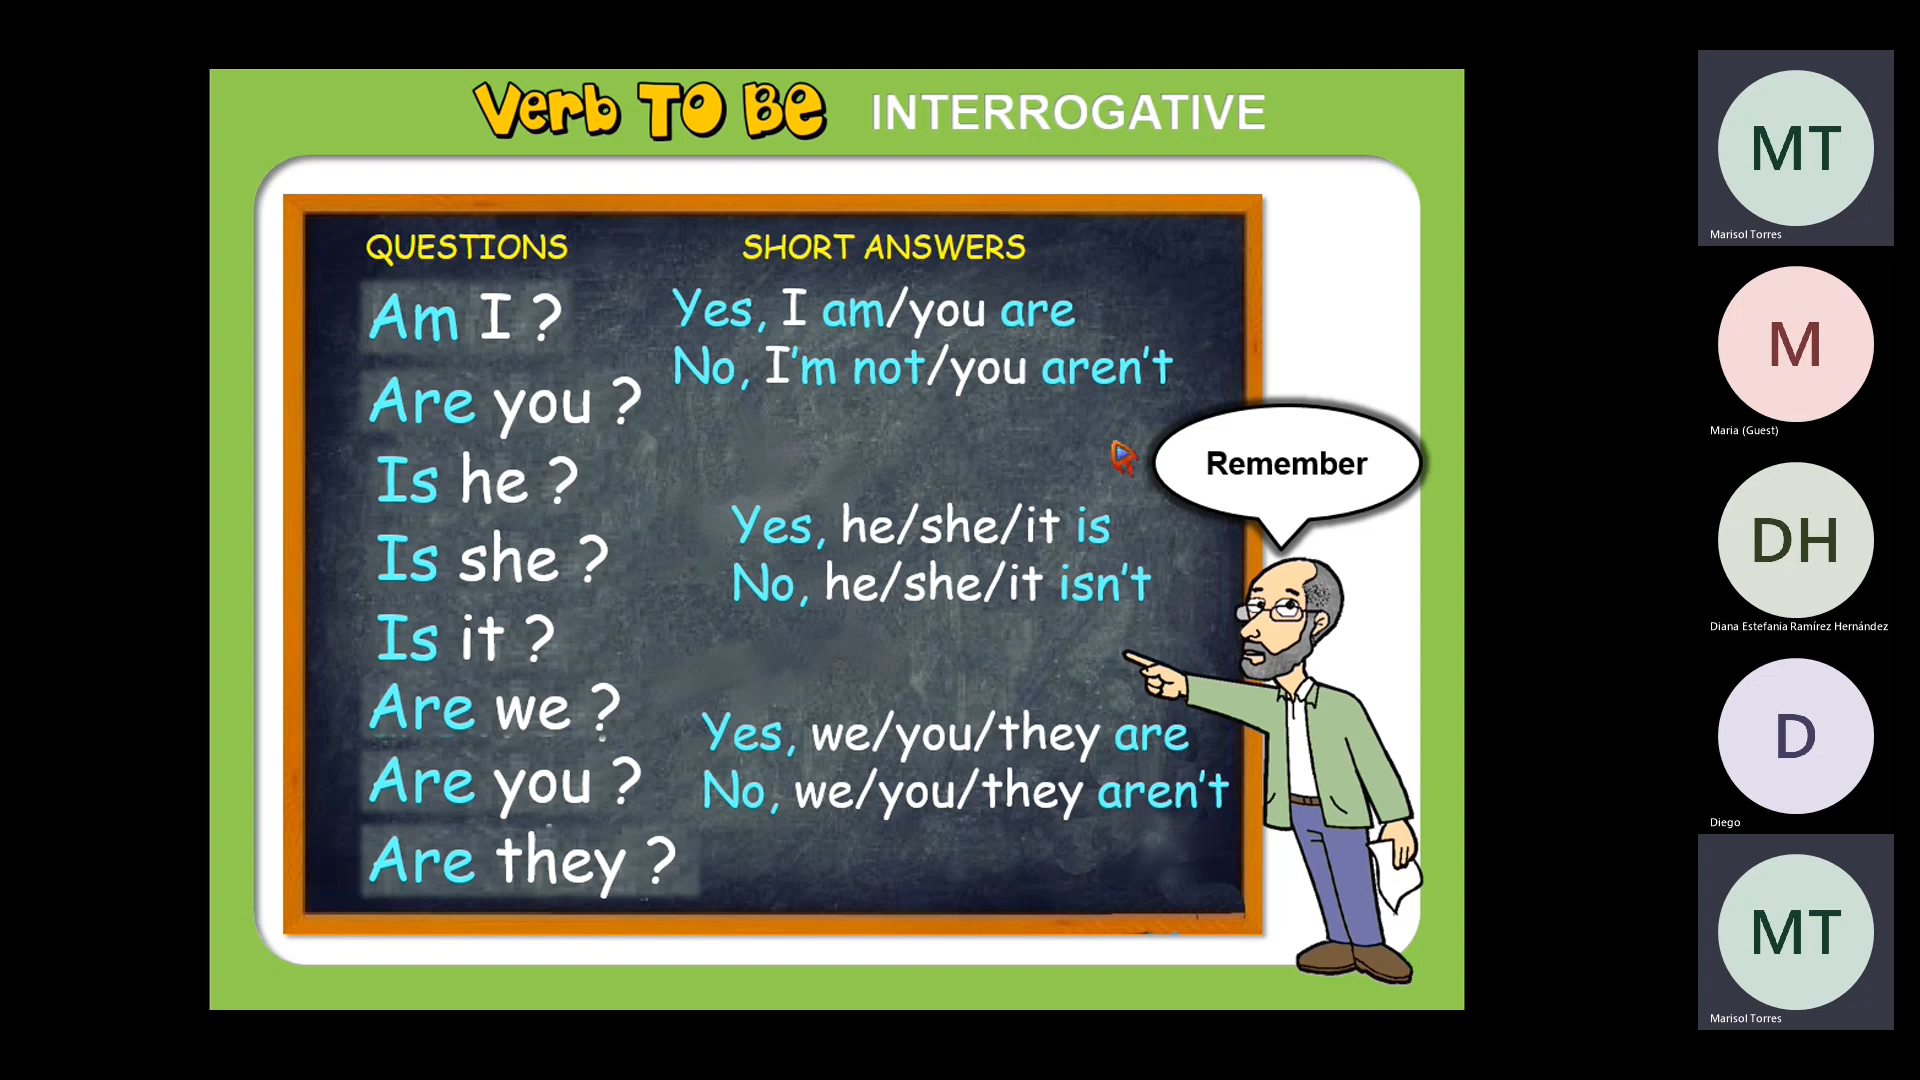 Verb TO BE INTERROGATIVE
QUESTIONS
Am I ?
Are you ?
Is he ?
Is she ?
Is it ?
Are we ?
Are you ?
Are they ?
SHORT ANSWERS
Yes, I am/you are
No, I'm not/you aren't
Yes, he/she/it is
No, he/she/it isn't
Yes, we/you/they are
No, we/you/they aren't
Remember
MT
Marisol Torres
M
Maria (Guest)
DH
Diana Estefania Ramírez Hernández
D
Diego
MT
Marisol Torres